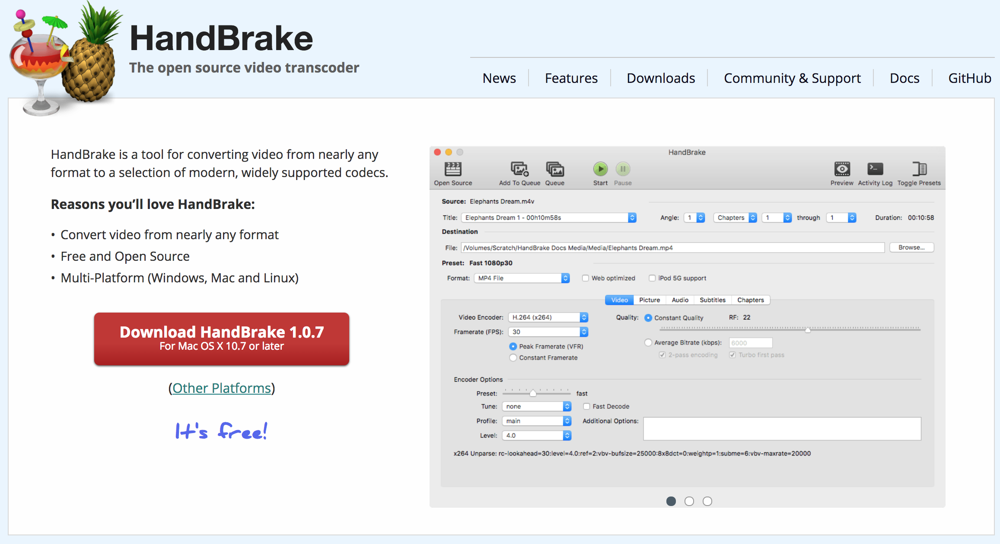 HandBrake
The open source video transcoder
News Features Downloads Community & Support Docs GitHub
HandBrake is a tool for converting video from nearly any
format to a selection of modern, widely supported codecs.
Reasons you’ll love HandBrake:
• Convert video from nearly any format
• Free and Open Source
• Multi-Platform (Windows, Mac and Linux)
Download HandBrake 1.0.7
For Mac OS X 10.7 or later
(Other Platforms)
It's free!
HandBrake
Open Source Add To Queue Queue Start Pause Preview Activity Log Toggle Presets
Source: Elephants Dream.m4v
Title: Elephants Dream 1 - 00h10m58s Angle: 1 Chapters 1 through 1 Duration: 00:10:58
Destination
File: /Volumes/Scratch/HandBrake Docs Media/Media/Elephants Dream.mp4 Browse...
Preset: Fast 1080p30
Format: MP4 File Web optimized iPod 5G support
Video Picture Audio Subtitles Chapters
Video Encoder: H.264 (x264) Quality: Constant Quality RF: 22
Framerate (FPS): 30
Peak Framerate (VFR) Average Bitrate (kbps): 6000
Constant Framerate 2-pass encoding Turbo first pass
Encoder Options
Preset: fast
Tune: none Fast Decode
Profile: main Additional Options:
Level: 4.0
x264 Unparse: rc-lookahead=30:level=4.0:ref=2:vbv-bufsize=25000:8x8dct=0:weightp=1:subme=6:vbv-maxrate=20000